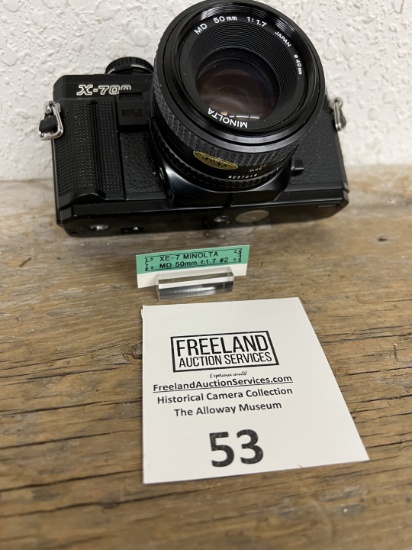 X-700
MD 50mm 1:1.7 JAPAN ø49mm
MINOLTA
XE-7 MINOLTA
MD 50mm f:1.7 #2
FREELAND
AUCTION SERVICES
FreelandAuctionServices.com
Historical Camera Collection
The Alloway Museum
53